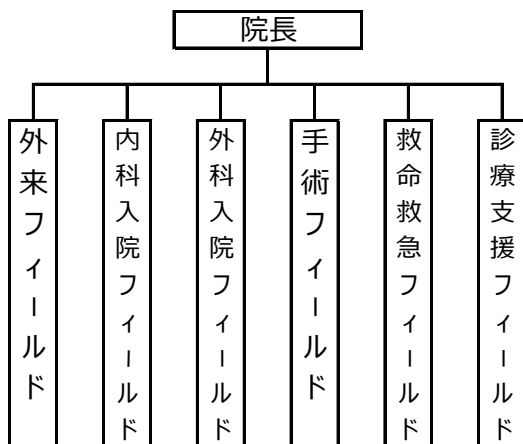 院長
外来フィールド
内科入院フィールド
外科入院フィールド
手術フィールド
救命救急フィールド
診療支援フィールド